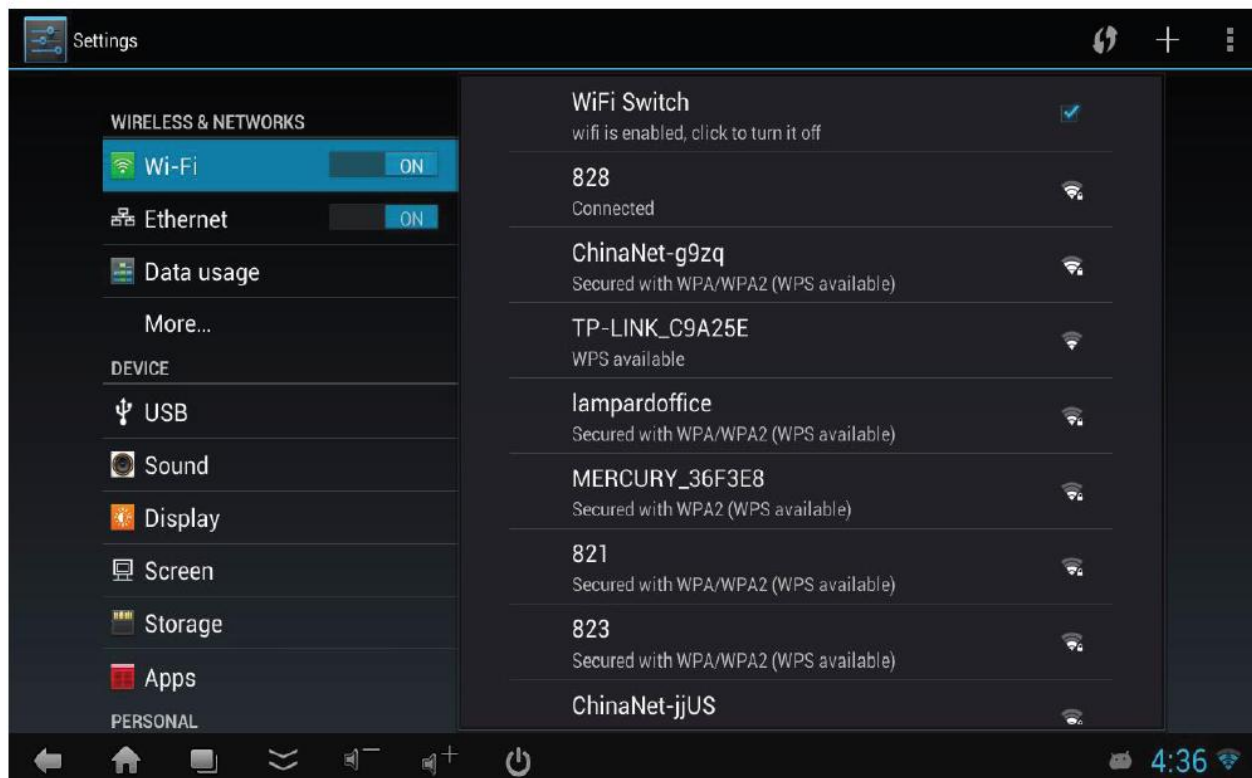 Settings
WIRELESS & NETWORKS
Wi-Fi ON
Ethernet ON
Data usage
More...
DEVICE
USB
Sound
Display
Screen
Storage
Apps
PERSONAL
WiFi Switch
wifi is enabled, click to turn it off
828
Connected
ChinaNet-g9zq
Secured with WPA/WPA2 (WPS available)
TP-LINK_C9A25E
WPS available
lampardoffice
Secured with WPA/WPA2 (WPS available)
MERCURY_36F3E8
Secured with WPA2 (WPS available)
821
Secured with WPA/WPA2 (WPS available)
823
Secured with WPA/WPA2 (WPS available)
ChinaNet-jjUS
4:36